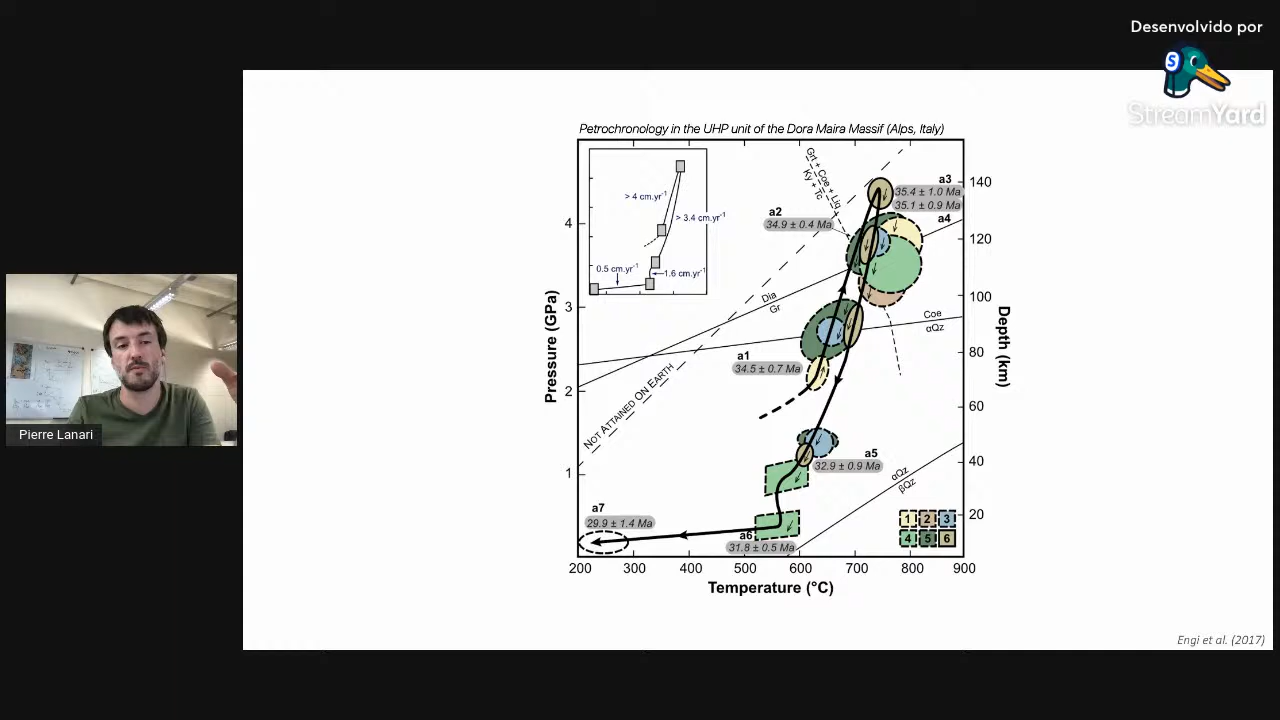 Desenvolvido por
S
StreamYard
Petrochronology in the UHP unit of the Dora Maira Massif (Alps, Italy)
> 4 cm.yr-1
> 3.4 cm.yr-1
0.5 cm.yr-1
1.6 cm.yr-1
Grt + Coe + Liq
Ky + Tc
a3
35.4 ± 1.0 Ma
35.1 ± 0.9 Ma
a4
a2
34.9 ± 0.4 Ma
Dia
Gr
Coe
αQz
a1
34.5 ± 0.7 Ma
NOT ATTAINED ON EARTH
a5
32.9 ± 0.9 Ma
αQz
βQz
a7
29.9 ± 1.4 Ma
a6
31.8 ± 0.5 Ma
1 2 3
4 5 6
Pressure (GPa)
4
3
2
1
Depth (km)
140
120
100
80
60
40
20
200 300 400 500 600 700 800 900
Temperature (°C)
Pierre Lanari
Engi et al. (2017)